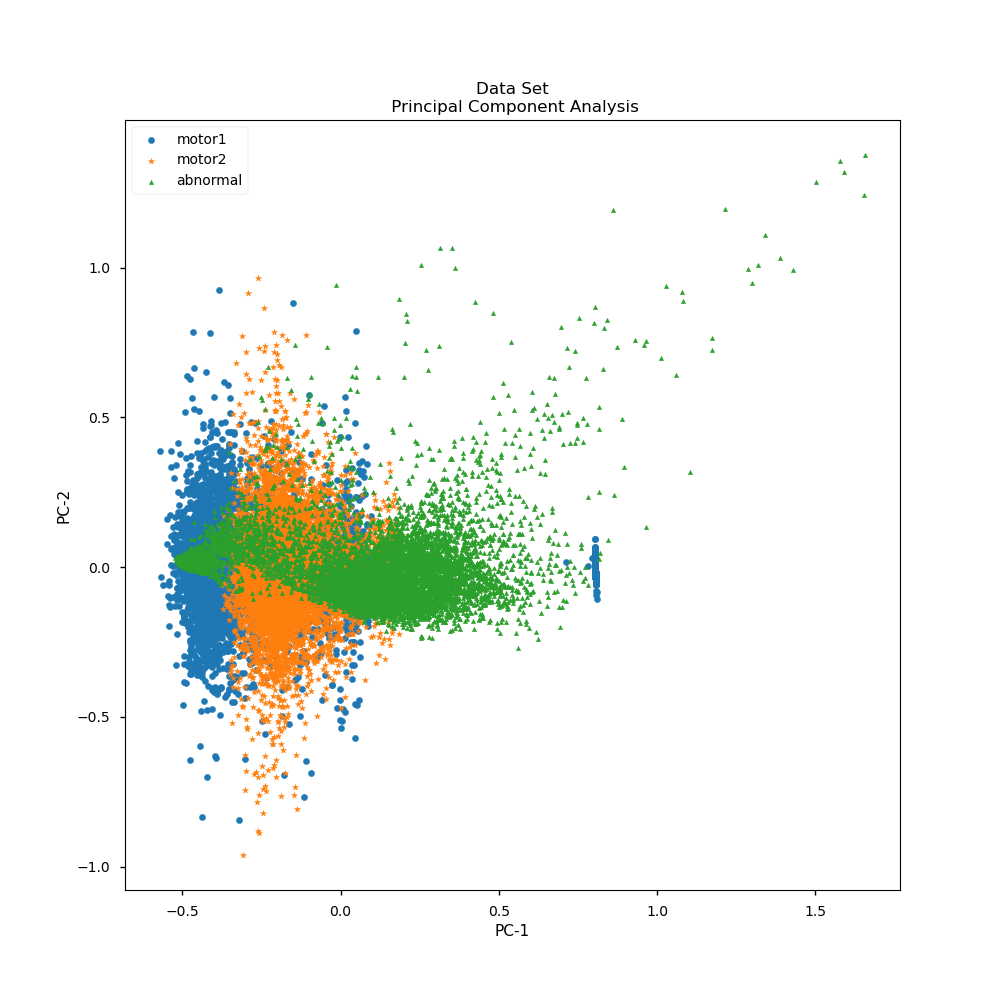 Data Set
Principal Component Analysis
motor1
motor2
abnormal
1.0
0.5
0.0
−0.5
−1.0
PC-2
−0.5
0.0
0.5
1.0
1.5
PC-1